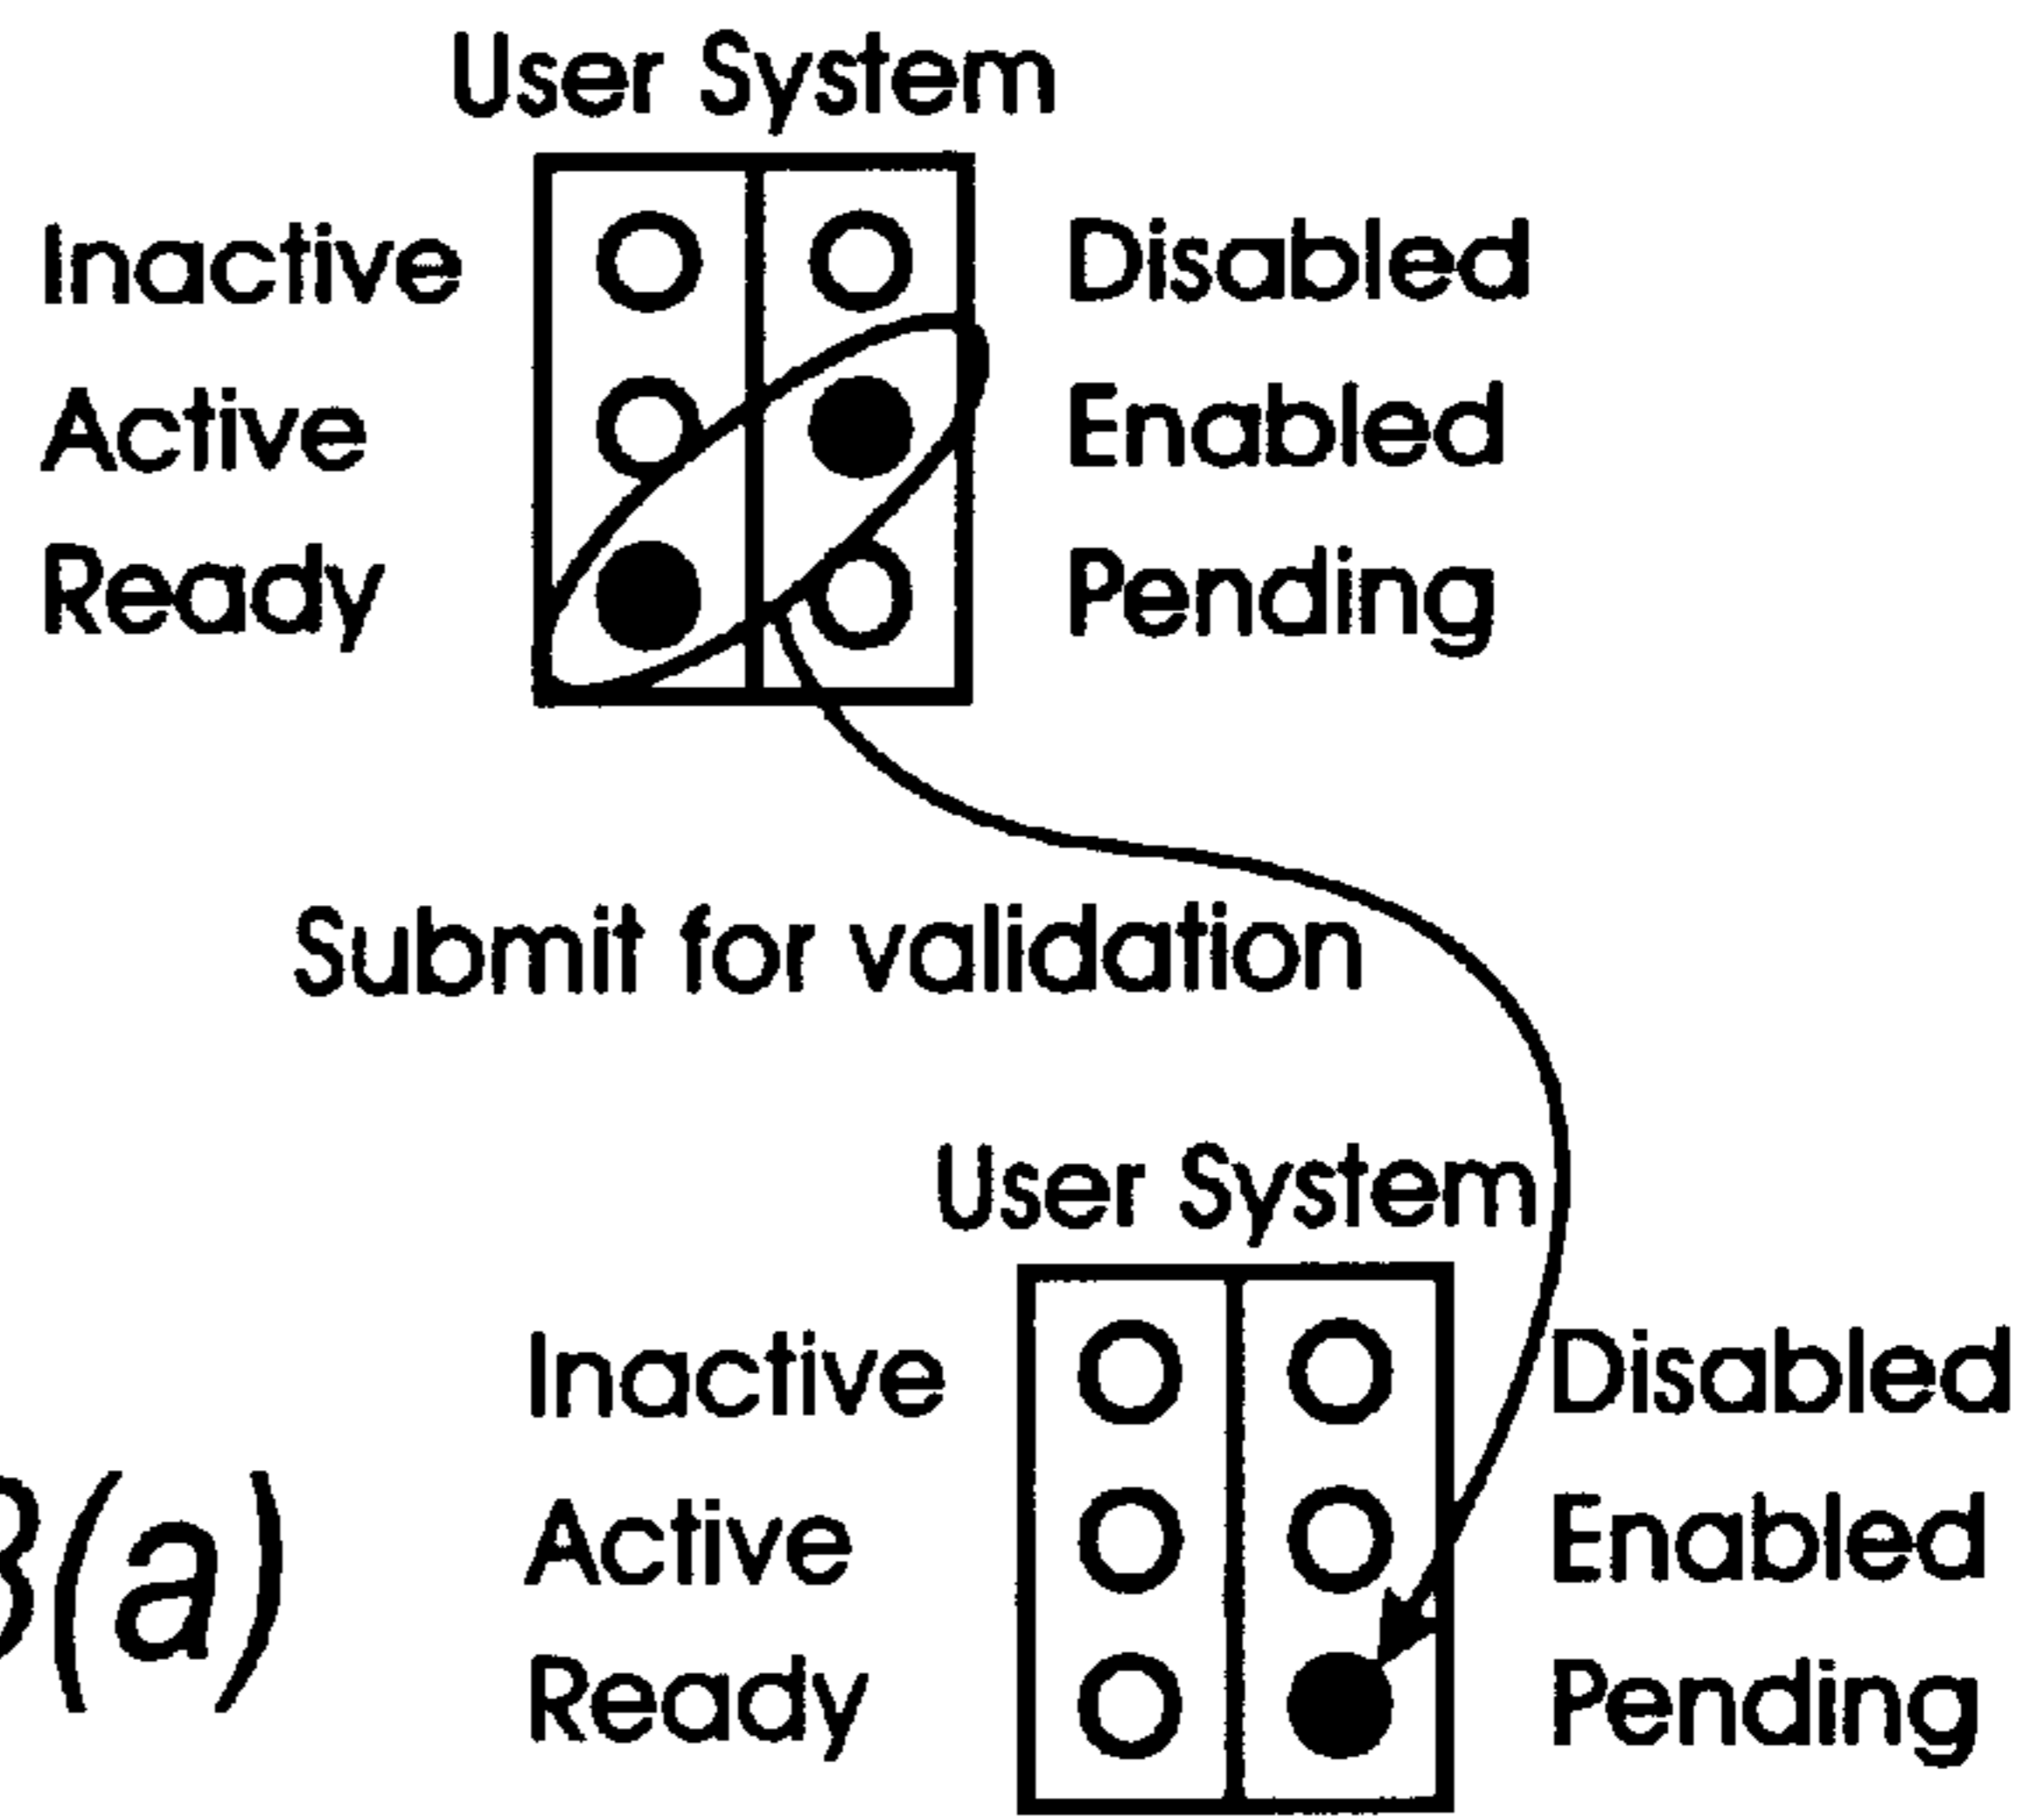 User System
Inactive Disabled
Active Enabled
Ready Pending
Submit for validation
User System
Inactive Disabled
Active Enabled
Ready Pending
(a)